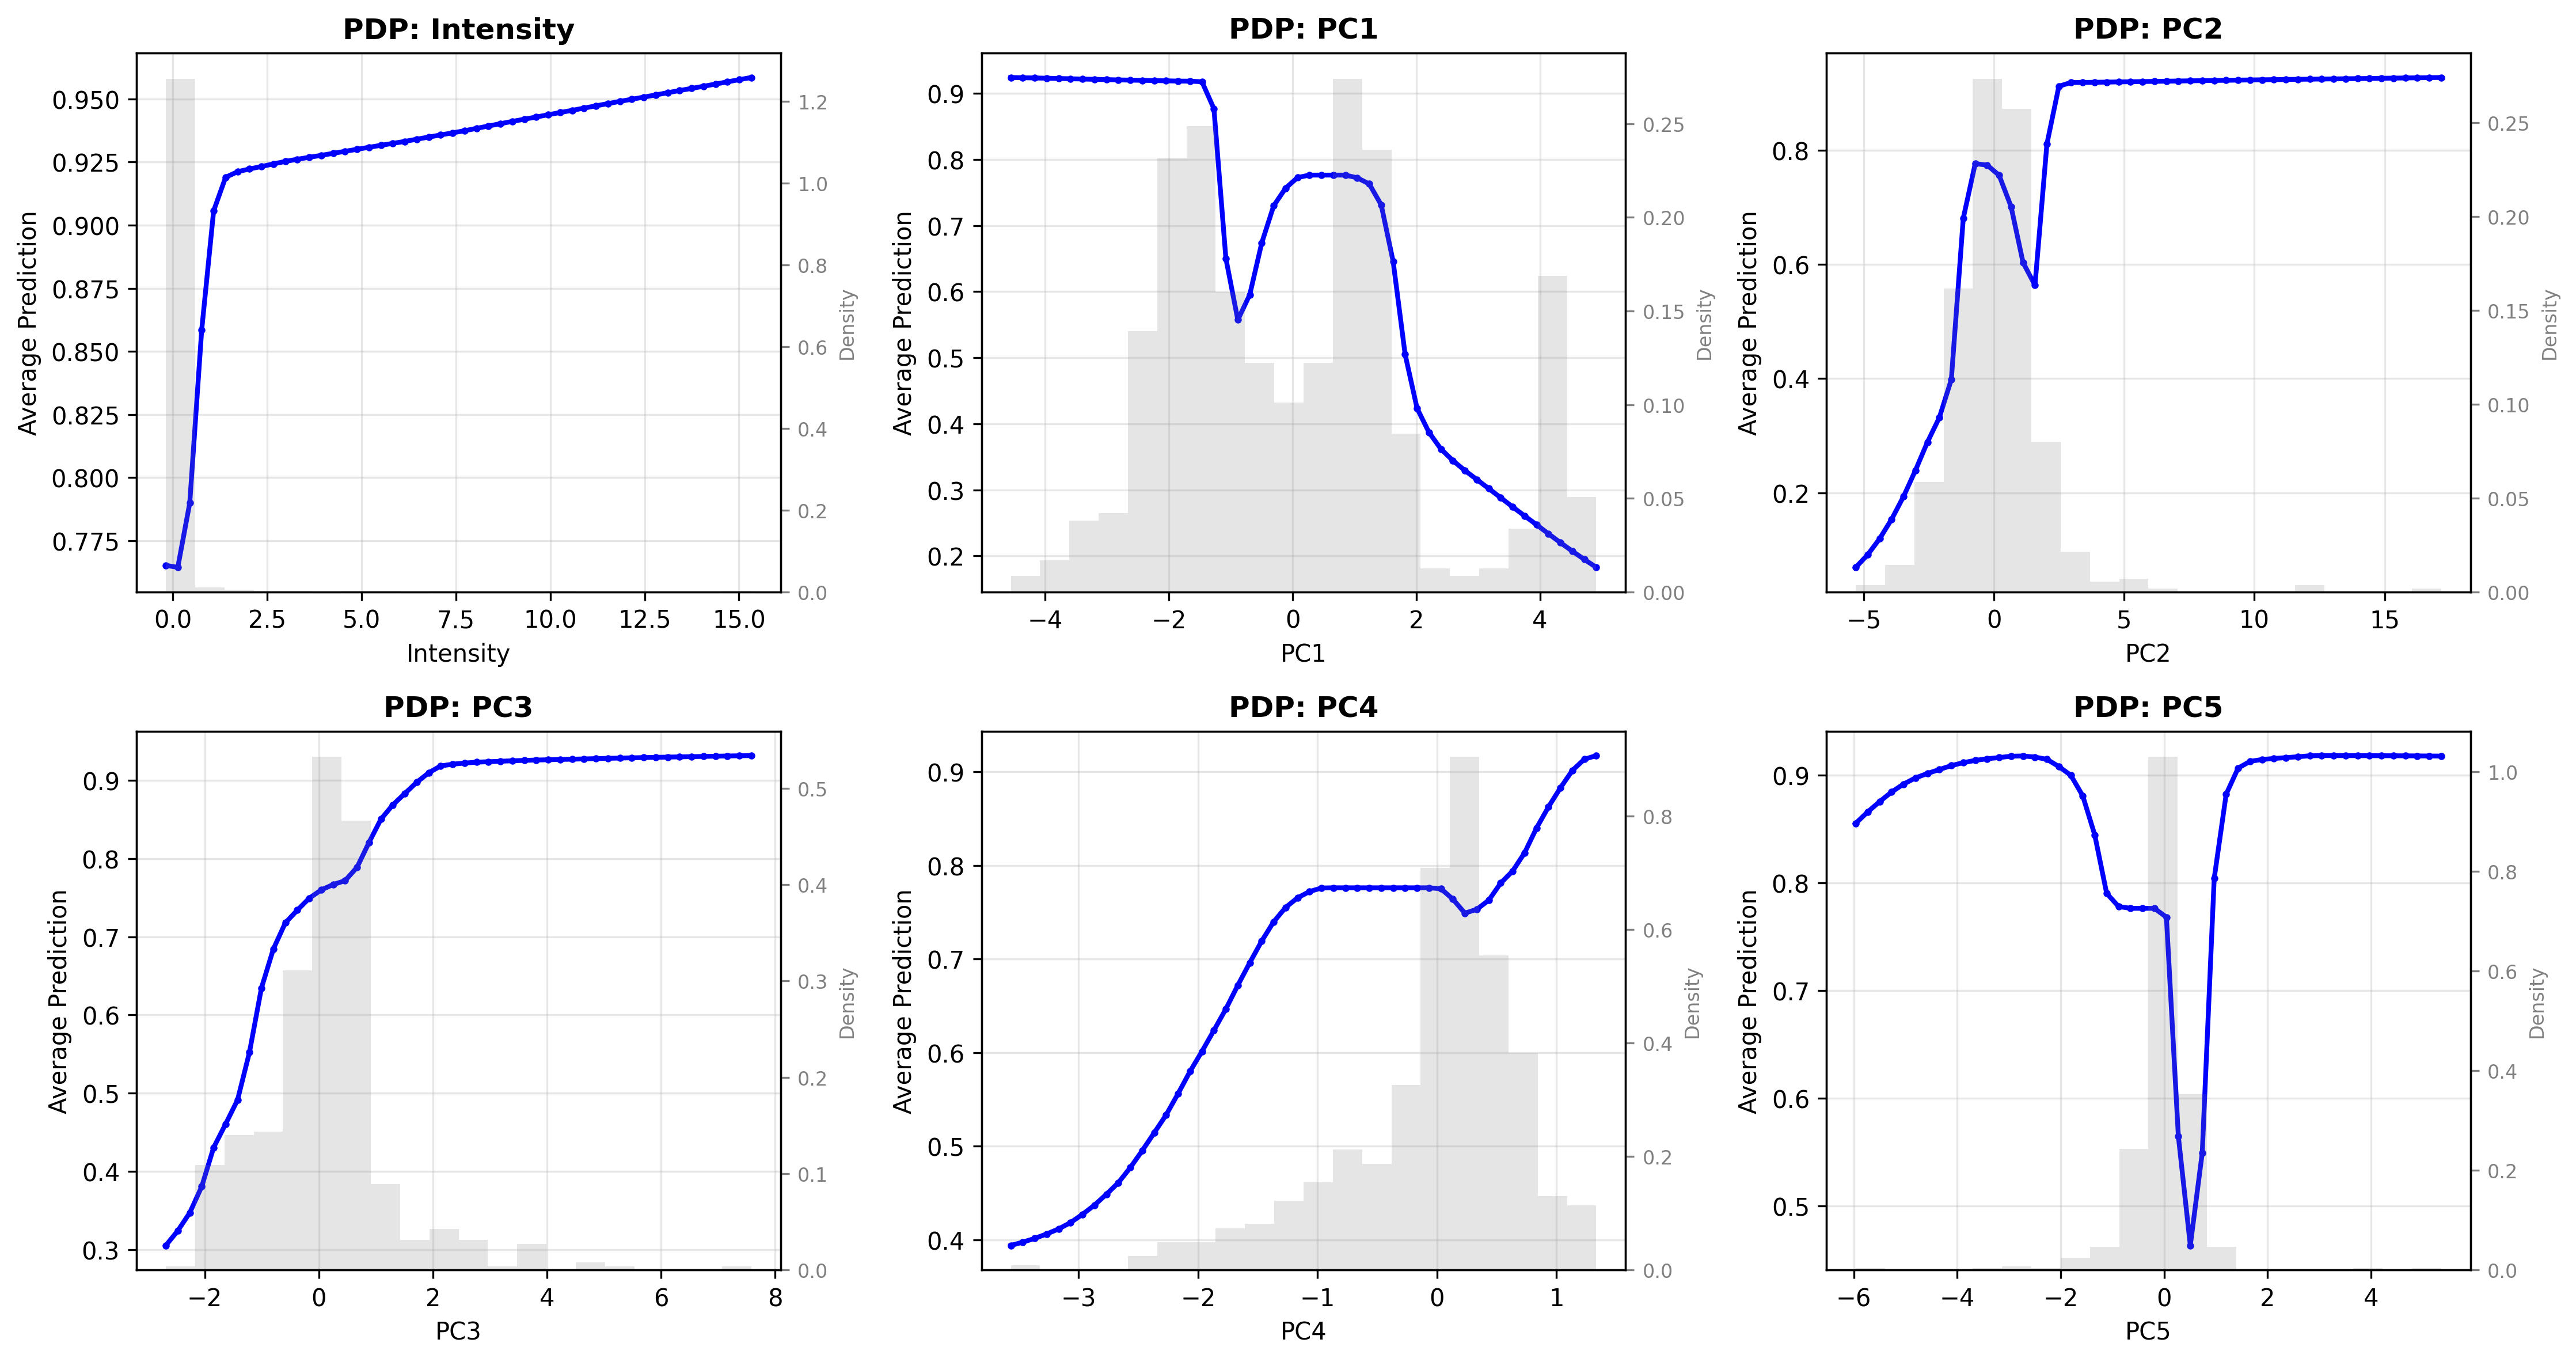 PDP: Intensity
Average Prediction
0.950
0.925
0.900
0.875
0.850
0.825
0.800
0.775
0.0 2.5 5.0 7.5 10.0 12.5 15.0
Intensity
1.2
1.0
0.8
0.6
0.4
0.2
0.0
Density
PDP: PC1
Average Prediction
0.9
0.8
0.7
0.6
0.5
0.4
0.3
0.2
−4 −2 0 2 4
PC1
0.25
0.20
0.15
0.10
0.05
0.00
Density
PDP: PC2
Average Prediction
0.8
0.6
0.4
0.2
−5 0 5 10 15
PC2
0.25
0.20
0.15
0.10
0.05
0.00
Density
PDP: PC3
Average Prediction
0.9
0.8
0.7
0.6
0.5
0.4
0.3
−2 0 2 4 6 8
PC3
0.5
0.4
0.3
0.2
0.1
0.0
Density
PDP: PC4
Average Prediction
0.9
0.8
0.7
0.6
0.5
0.4
−3 −2 −1 0 1
PC4
0.8
0.6
0.4
0.2
0.0
Density
PDP: PC5
Average Prediction
0.9
0.8
0.7
0.6
0.5
−6 −4 −2 0 2 4
PC5
1.0
0.8
0.6
0.4
0.2
0.0
Density